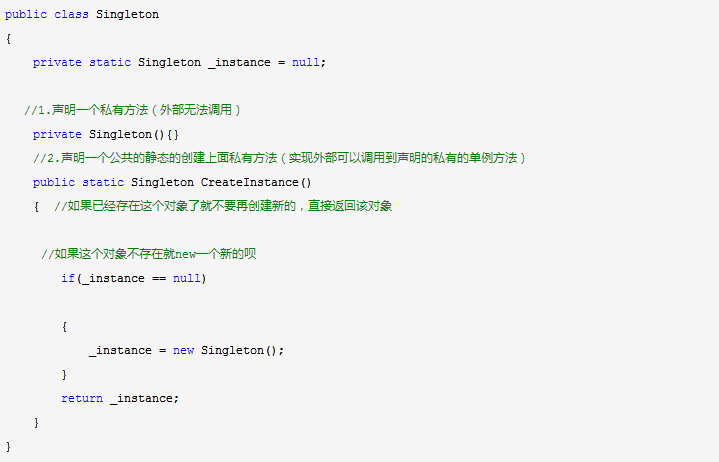 public class Singleton
{
private static Singleton _instance = null;
//1.声明一个私有方法（外部无法调用）
private Singleton(){}
//2.声明一个公共的静态的创建上面私有方法（实现外部可以调用到声明的私有的单例方法）
public static Singleton CreateInstance()
{ //如果已经存在这个对象了就不要再创建新的，直接返回该对象
//如果这个对象不存在就new一个新的呗
if(_instance == null)
{
_instance = new Singleton();
}
return _instance;
}
}